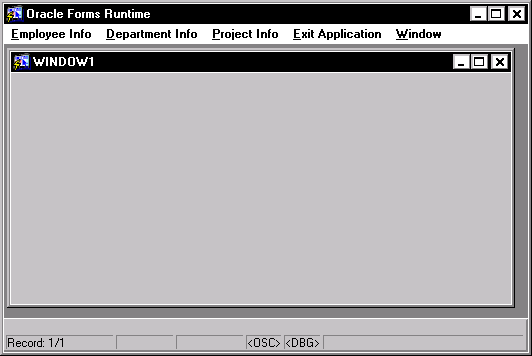 Oracle Forms Runtime
Employee Info Department Info Project Info Exit Application Window
WINDOW1
Record: 1/1 <OSC> <DBG>